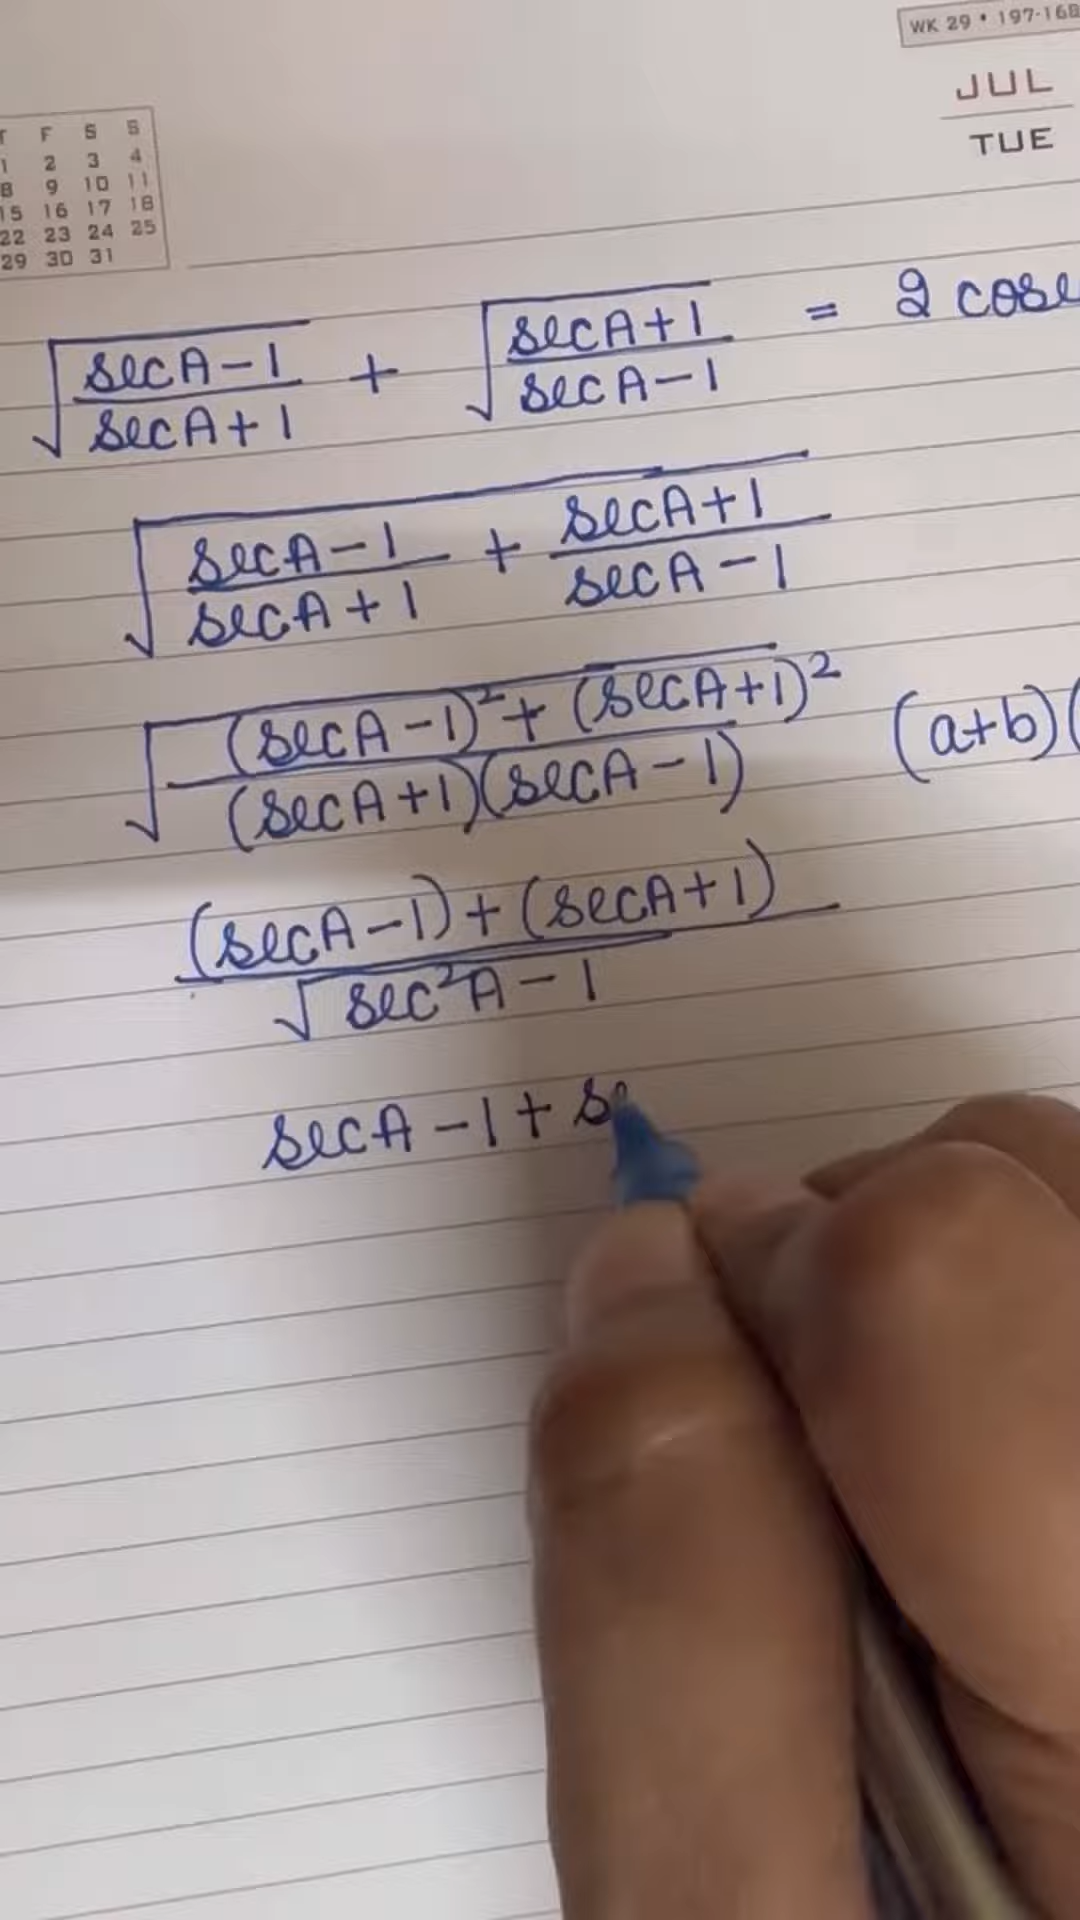 WK 29 • 197-168
JUL
TUE
T F S S
1 2 3 4
8 9 10 11
15 16 17 18
22 23 24 25
29 30 31
√((secA-1)/(secA+1)) + √((secA+1)/(secA-1)) = 2 cose
√((secA-1)/(secA+1) + (secA+1)/(secA-1))
√(((secA-1)² + (secA+1)²)/((secA+1)(secA-1))) (a+b)(
((secA-1)+(secA+1))/√(sec²A-1)
secA-1+se